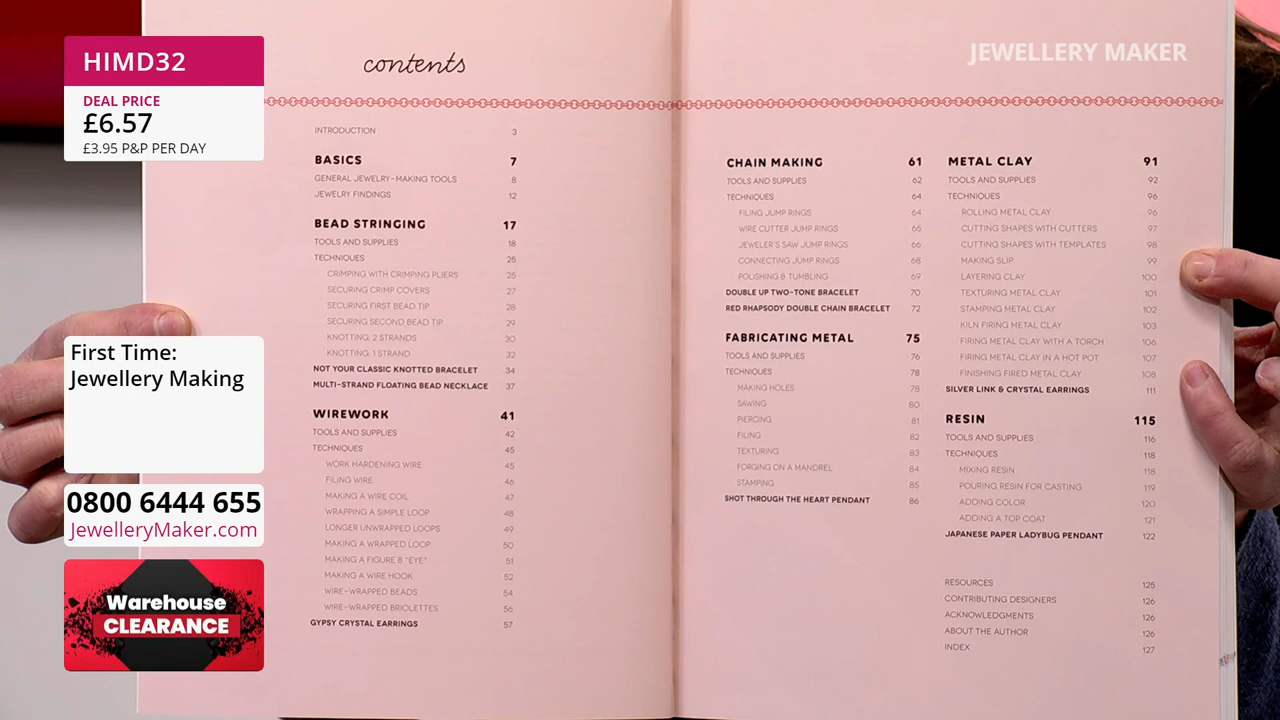 HIMD32
DEAL PRICE
£6.57
£3.95 P&P PER DAY
First Time:
Jewellery Making
0800 6444 655
JewelleryMaker.com
Warehouse
CLEARANCE
JEWELLERY MAKER
contents
INTRODUCTION 3
BASICS 7
GENERAL JEWELRY-MAKING TOOLS 8
JEWELRY FINDINGS 12
BEAD STRINGING 17
TOOLS AND SUPPLIES 18
TECHNIQUES 25
CRIMPING WITH CRIMPING PLIERS 25
SECURING CRIMP COVERS 27
SECURING FIRST BEAD TIP 28
SECURING SECOND BEAD TIP 29
KNOTTING: 2 STRANDS 30
KNOTTING: 1 STRAND 32
NOT YOUR CLASSIC KNOTTED BRACELET 34
MULTI-STRAND FLOATING BEAD NECKLACE 37
WIREWORK 41
TOOLS AND SUPPLIES 42
TECHNIQUES 45
WORK HARDENING WIRE 45
FILING WIRE 46
MAKING A WIRE COIL 47
WRAPPING A SIMPLE LOOP 48
LONGER UNWRAPPED LOOPS 49
MAKING A WRAPPED LOOP 50
MAKING A FIGURE 8 "EYE" 51
MAKING A WIRE HOOK 52
WIRE-WRAPPED BEADS 54
WIRE-WRAPPED BRIOLETTES 56
GYPSY CRYSTAL EARRINGS 57
CHAIN MAKING 61
TOOLS AND SUPPLIES 62
TECHNIQUES 64
FILING JUMP RINGS 64
WIRE CUTTER JUMP RINGS 65
JEWELER'S SAW JUMP RINGS 66
CONNECTING JUMP RINGS 68
POLISHING & TUMBLING 69
DOUBLE UP TWO-TONE BRACELET 70
RED RHAPSODY DOUBLE CHAIN BRACELET 72
FABRICATING METAL 75
TOOLS AND SUPPLIES 76
TECHNIQUES 78
MAKING HOLES 78
SAWING 80
PIERCING 81
FILING 82
TEXTURING 83
FORGING ON A MANDREL 84
STAMPING 85
SHOT THROUGH THE HEART PENDANT 86
METAL CLAY 91
TOOLS AND SUPPLIES 92
TECHNIQUES 96
ROLLING METAL CLAY 96
CUTTING SHAPES WITH CUTTERS 97
CUTTING SHAPES WITH TEMPLATES 98
MAKING SLIP 99
LAYERING CLAY 100
TEXTURING METAL CLAY 101
STAMPING METAL CLAY 102
KILN FIRING METAL CLAY 103
FIRING METAL CLAY WITH A TORCH 106
FIRING METAL CLAY IN A HOT POT 107
FINISHING FIRED METAL CLAY 108
SILVER LINK & CRYSTAL EARRINGS 111
RESIN 115
TOOLS AND SUPPLIES 116
TECHNIQUES 118
MIXING RESIN 118
POURING RESIN FOR CASTING 119
ADDING COLOR 120
ADDING A TOP COAT 121
JAPANESE PAPER LADYBUG PENDANT 122
RESOURCES 125
CONTRIBUTING DESIGNERS 126
ACKNOWLEDGMENTS 126
ABOUT THE AUTHOR 126
INDEX 127